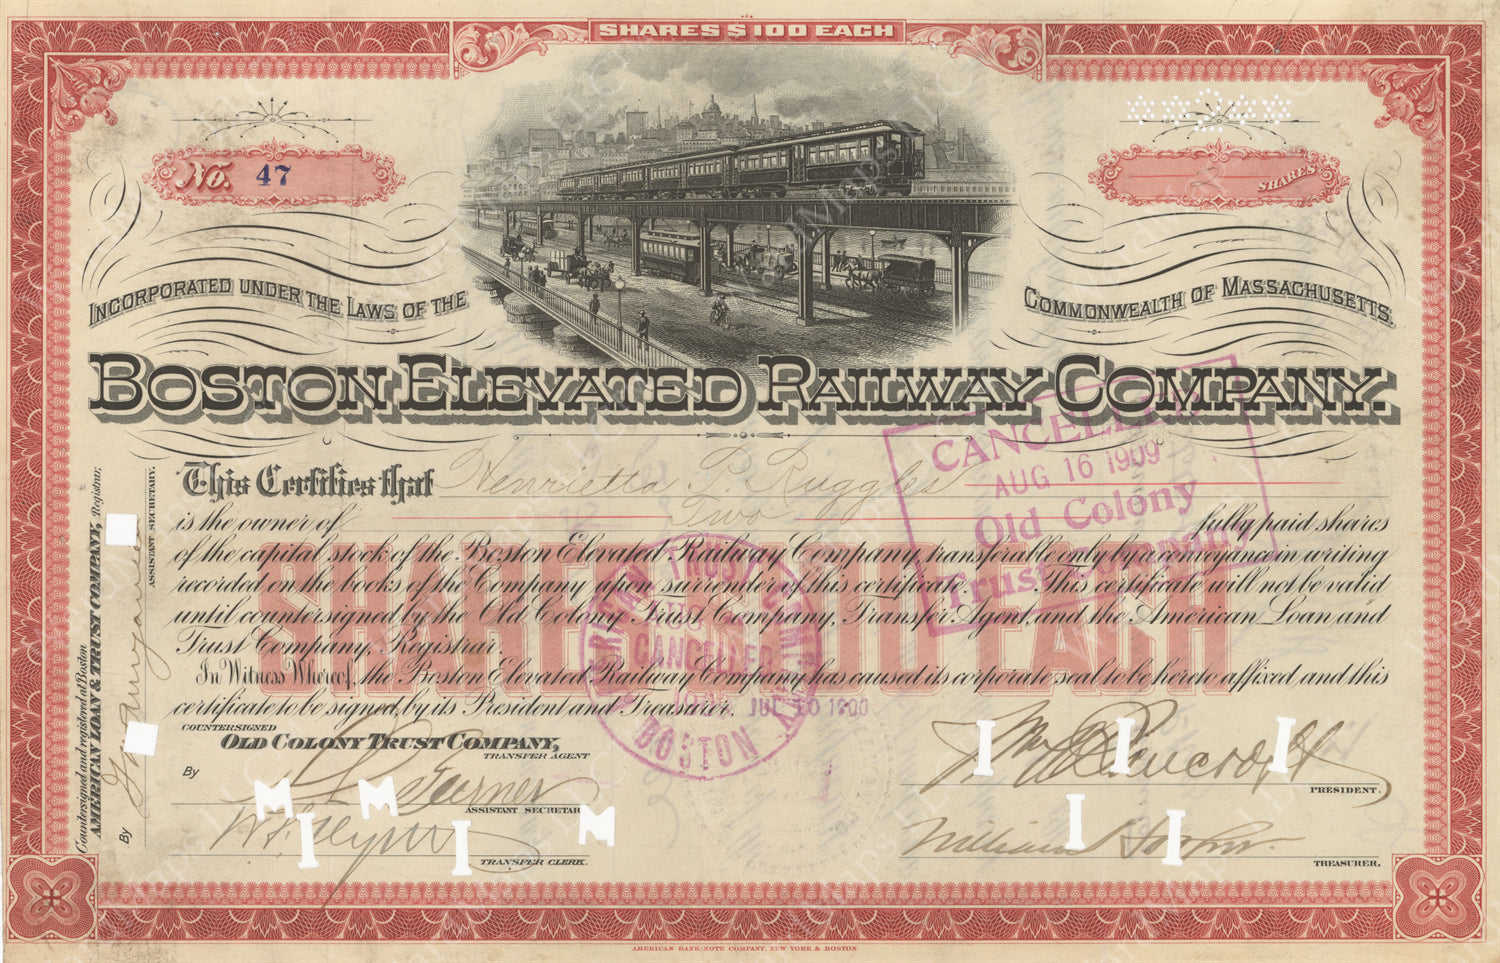 SHARES $100 EACH
No. 47
SHARES
INCORPORATED UNDER THE LAWS OF THE
COMMONWEALTH OF MASSACHUSETTS.
BOSTON ELEVATED RAILWAY COMPANY.
This Certifies that Henrietta P. Ruggles
is the owner of Two fully paid shares
of the capital stock of the Boston Elevated Railway Company, transferable only by a conveyance in writing
recorded on the books of the Company upon surrender of this certificate. This certificate will not be valid
until countersigned by the Old Colony Trust Company, Transfer Agent, and the American Loan and
Trust Company, Registrar.
In Witness Whereof, the Boston Elevated Railway Company has caused its corporate seal to be hereto affixed and this
certificate to be signed by its President and Treasurer.
SHARES $100 EACH
CANCELLED
AUG 16 1909
Old Colony
Trust Company
AMERICAN TRUST COMPANY
CANCELLED
BOSTON
JUL 10 1900
COUNTERSIGNED
OLD COLONY TRUST COMPANY,
TRANSFER AGENT
By
ASSISTANT SECRETARY
TRANSFER CLERK.
Wm A Bancroft
PRESIDENT.
William Hooper.
TREASURER.
Countersigned and registered at Boston
AMERICAN LOAN & TRUST COMPANY, Registrar,
By
ASSISTANT SECRETARY.
AMERICAN BANK NOTE COMPANY, NEW YORK & BOSTON.